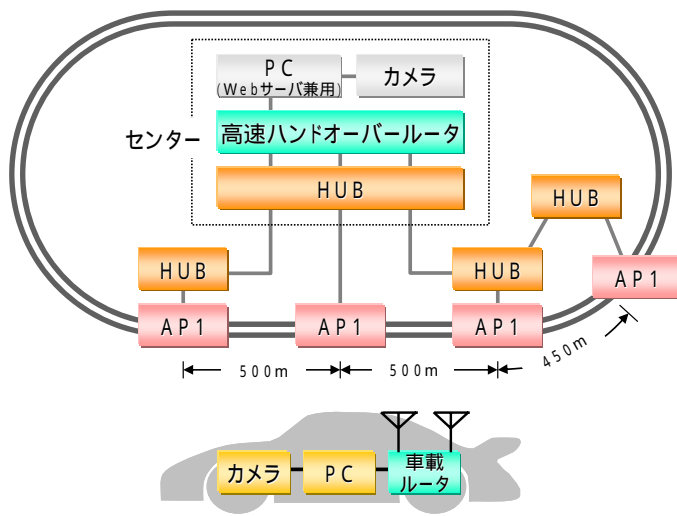 PC
(Webサーバ兼用)
カメラ
センター
高速ハンドオーバールータ
HUB
HUB
HUB
HUB
AP1
AP1
AP1
AP1
500m
500m
450m
カメラ
PC
車載
ルータ